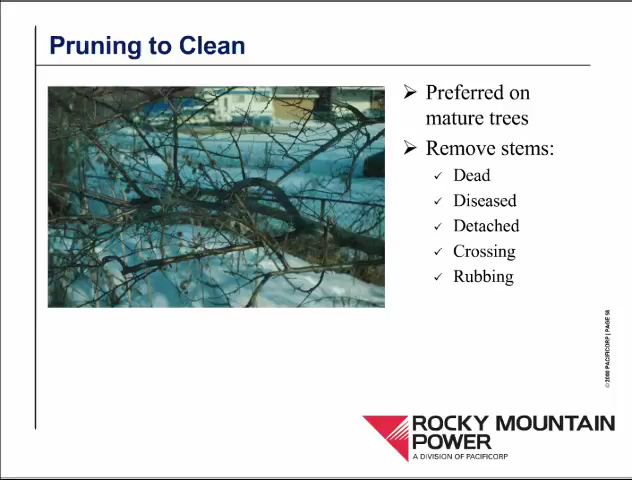 Pruning to Clean
Preferred on
mature trees
Remove stems:
Dead
Diseased
Detached
Crossing
Rubbing
© 2008 PACIFICORP | PAGE 56
ROCKY MOUNTAIN
POWER
A DIVISION OF PACIFICORP